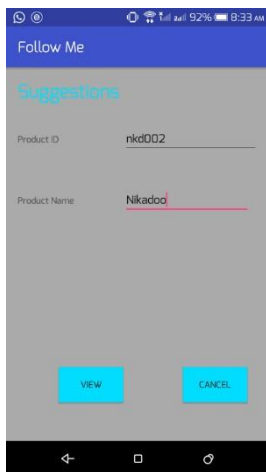 92% 8:33 AM
Follow Me
Suggestions
Product ID nkd002
Product Name Nikadoo
VIEW CANCEL